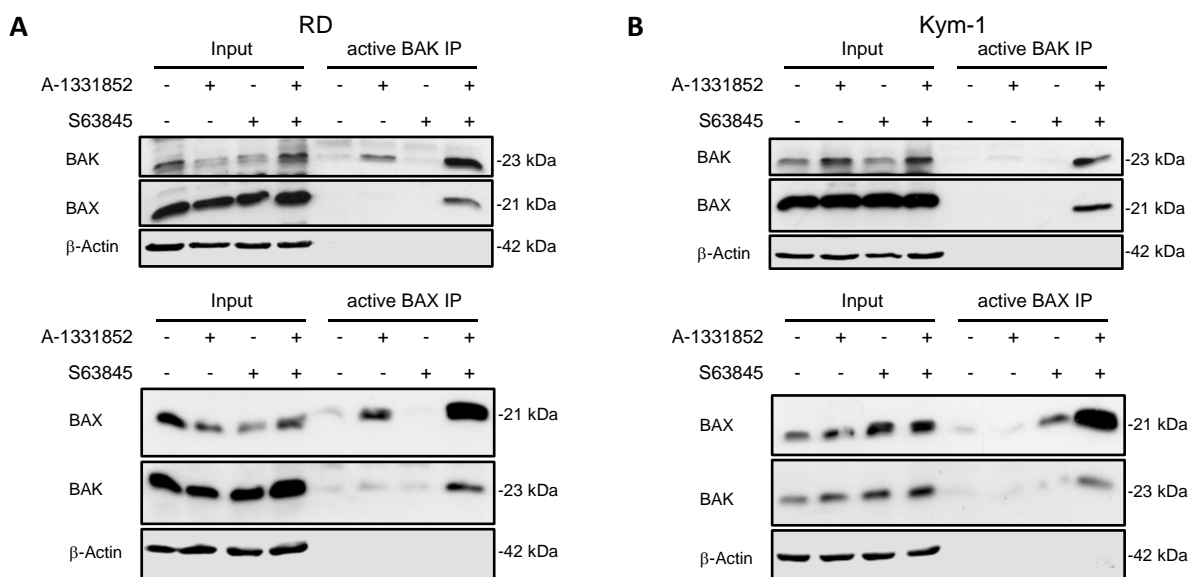 A
RD
Input active BAK IP
A-1331852 - + - + - + - +
S63845 - - + + - - + +
BAK -23 kDa
BAX -21 kDa
β-Actin -42 kDa
Input active BAX IP
A-1331852 - + - + - + - +
S63845 - - + + - - + +
BAX -21 kDa
BAK -23 kDa
β-Actin -42 kDa
B
Kym-1
Input active BAK IP
A-1331852 - + - + - + - +
S63845 - - + + - - + +
BAK -23 kDa
BAX -21 kDa
β-Actin -42 kDa
Input active BAX IP
A-1331852 - + - + - + - +
S63845 - - + + - - + +
BAX -21 kDa
BAK -23 kDa
β-Actin -42 kDa